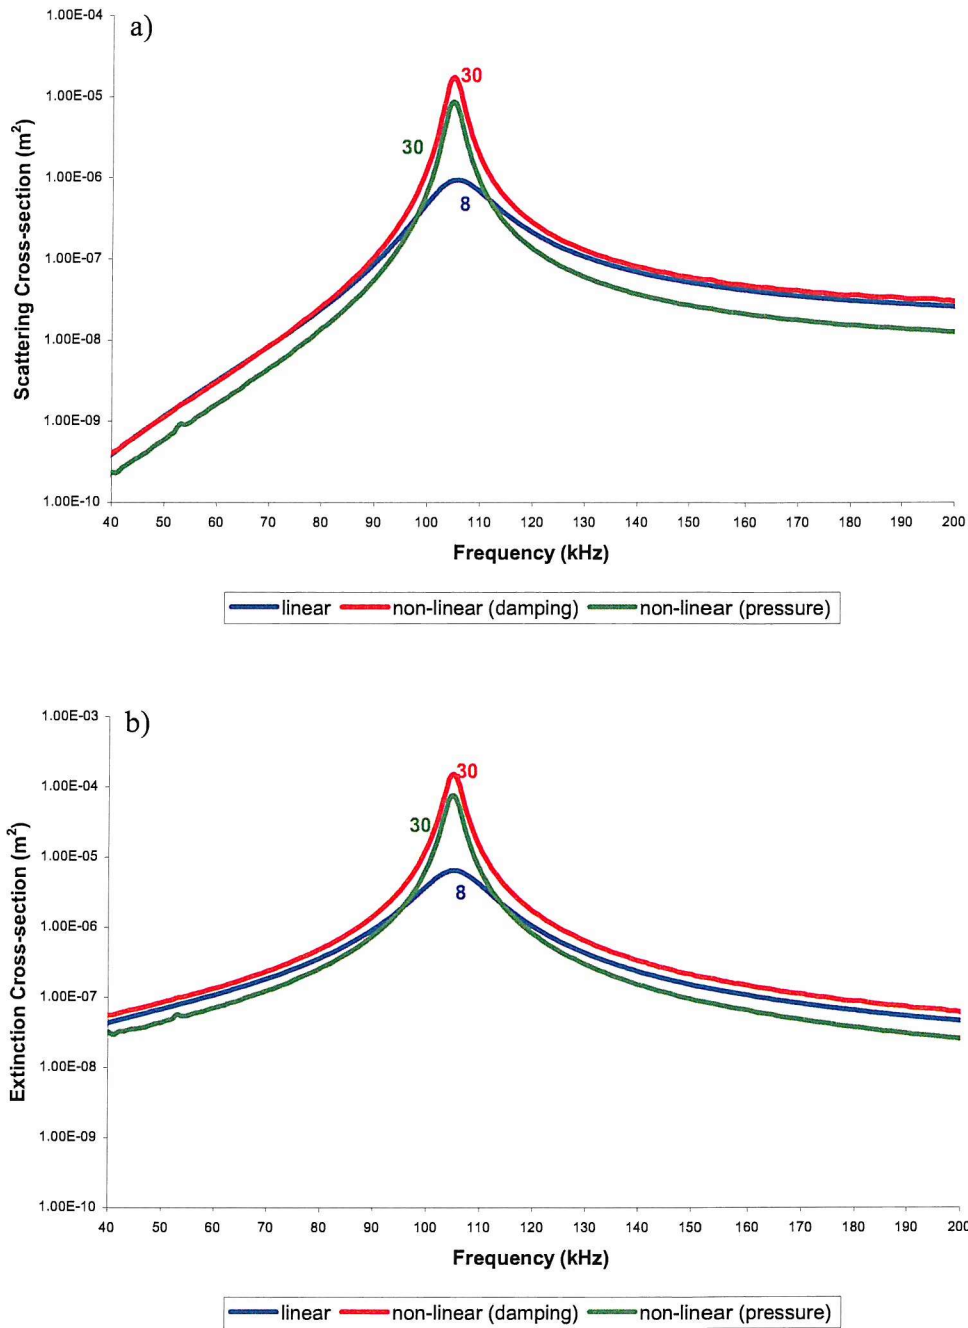 a)
1.00E-04
1.00E-05
1.00E-06
1.00E-07
1.00E-08
1.00E-09
1.00E-10
Scattering Cross-section (m²)
30
30
8
40 50 60 70 80 90 100 110 120 130 140 150 160 170 180 190 200
Frequency (kHz)
linear non-linear (damping) non-linear (pressure)
b)
1.00E-03
1.00E-04
1.00E-05
1.00E-06
1.00E-07
1.00E-08
1.00E-09
1.00E-10
Extinction Cross-section (m²)
30
30
8
40 50 60 70 80 90 100 110 120 130 140 150 160 170 180 190 200
Frequency (kHz)
linear non-linear (damping) non-linear (pressure)